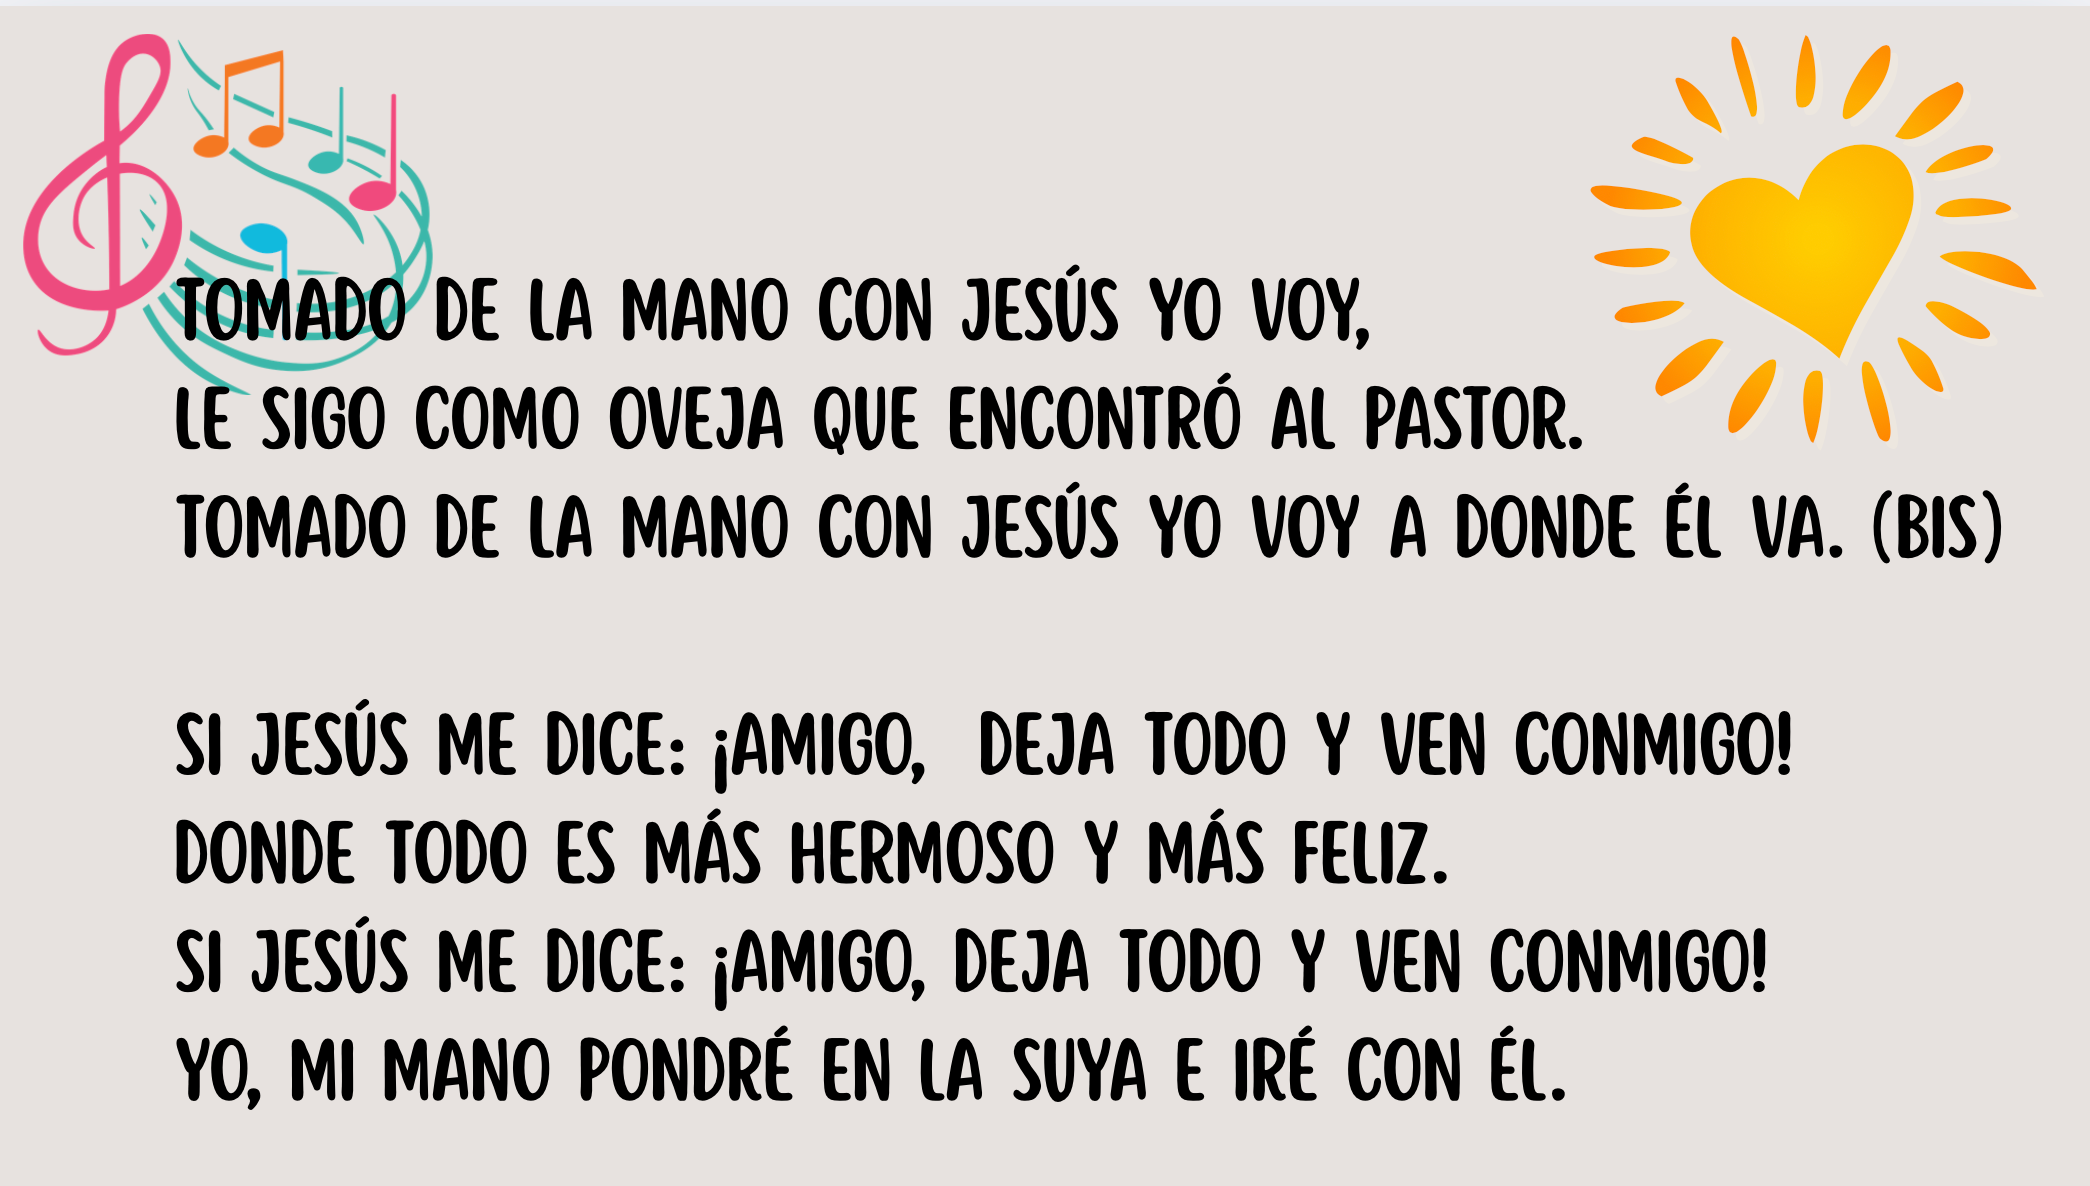 TOMADO DE LA MANO CON JESÚS YO VOY,
LE SIGO COMO OVEJA QUE ENCONTRÓ AL PASTOR.
TOMADO DE LA MANO CON JESÚS YO VOY A DONDE ÉL VA. (BIS)
SI JESÚS ME DICE: ¡AMIGO,  DEJA TODO Y VEN CONMIGO!
DONDE TODO ES MÁS HERMOSO Y MÁS FELIZ.
SI JESÚS ME DICE: ¡AMIGO, DEJA TODO Y VEN CONMIGO!
YO, MI MANO PONDRÉ EN LA SUYA E IRÉ CON ÉL.